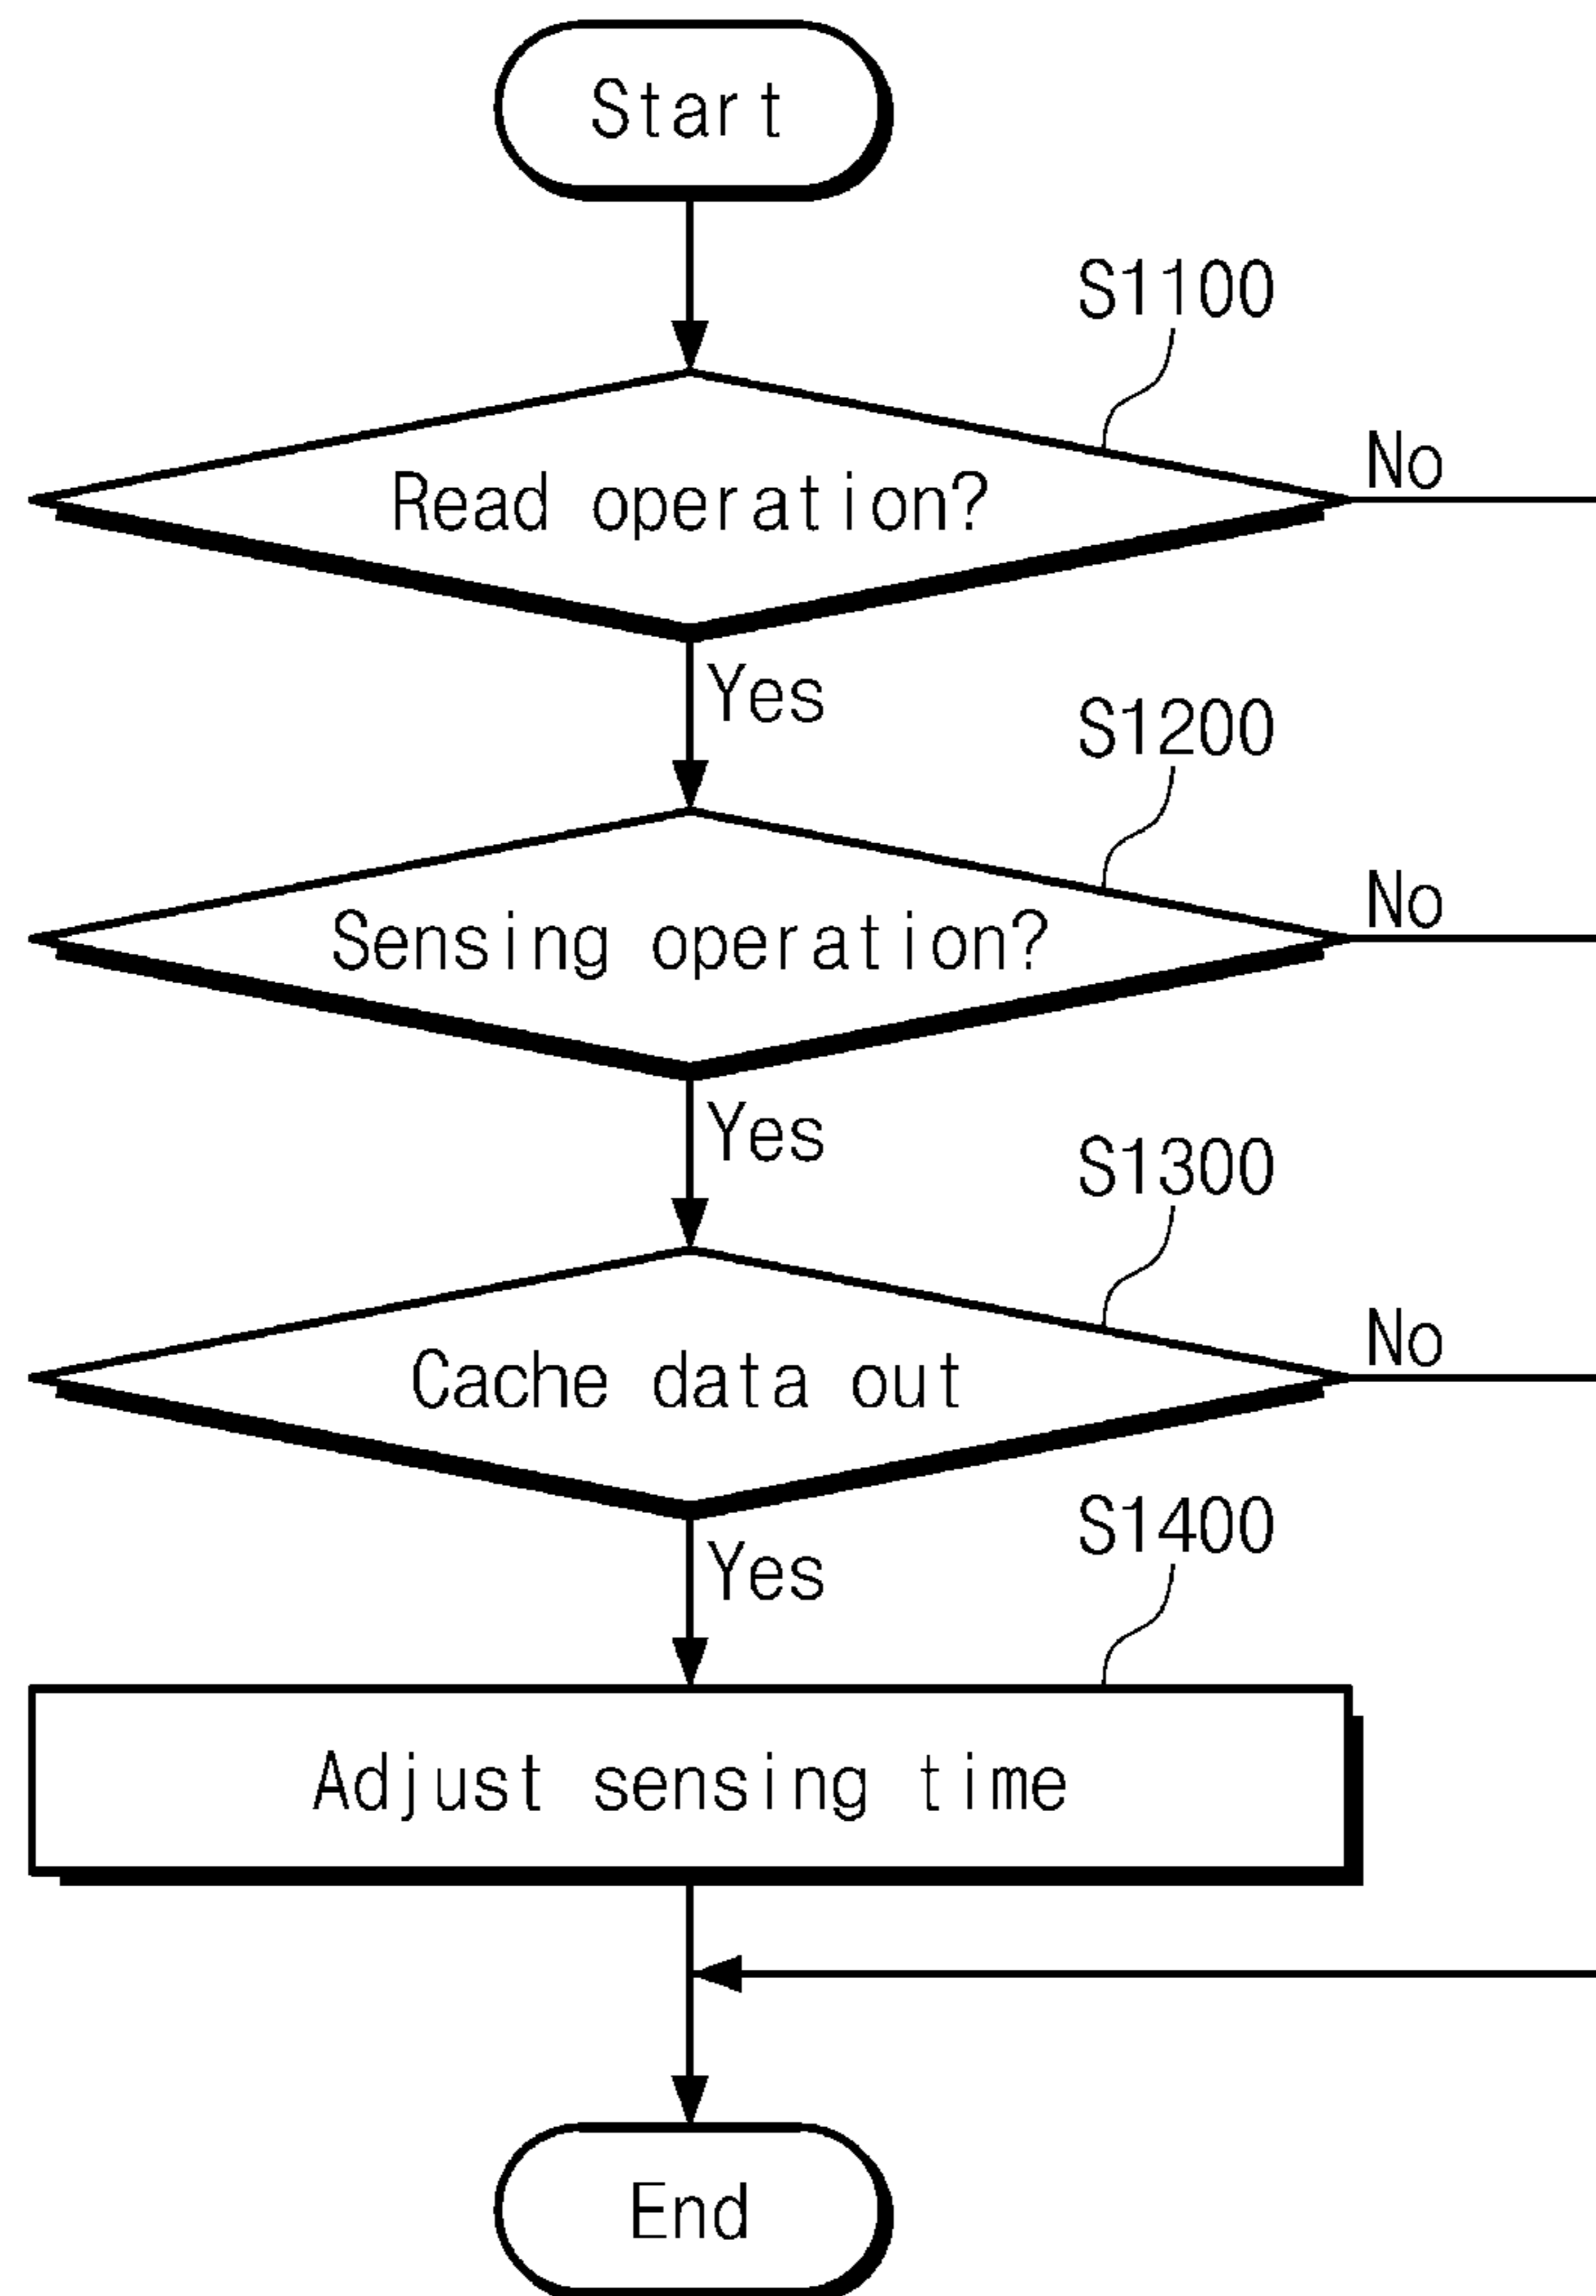 Start
S1100
Read operation?
No
Yes
S1200
Sensing operation?
No
Yes
S1300
Cache data out
No
Yes
S1400
Adjust sensing time
End